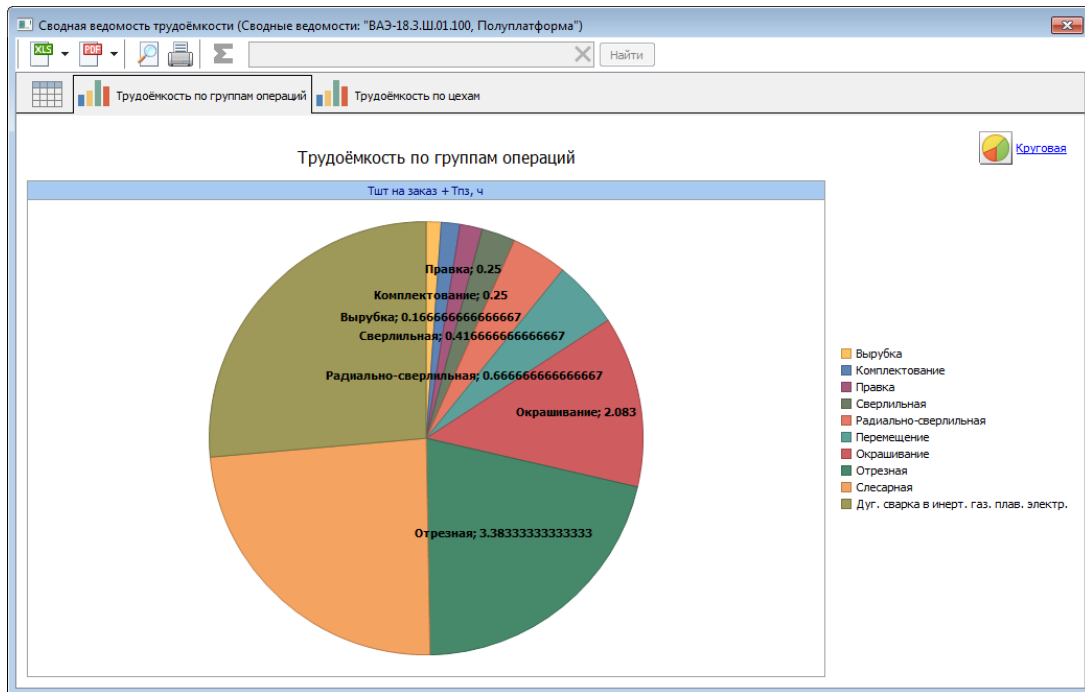 Сводная ведомость трудоёмкости (Сводные ведомости: "ВАЭ-18.3.Ш.01.100, Полуплатформа")
XLS PDF Σ Найти
Трудоёмкость по группам операций Трудоёмкость по цехам
Круговая
Трудоёмкость по группам операций
Тшт на заказ + Тпз, ч
Правка; 0.25
Комплектование; 0.25
Вырубка; 0.166666666666667
Сверлильная; 0.416666666666667
Радиально-сверлильная; 0.666666666666667
Окрашивание; 2.083
Отрезная; 3.38333333333333
Вырубка
Комплектование
Правка
Сверлильная
Радиально-сверлильная
Перемещение
Окрашивание
Отрезная
Слесарная
Дуг. сварка в инерт. газ. плав. электр.